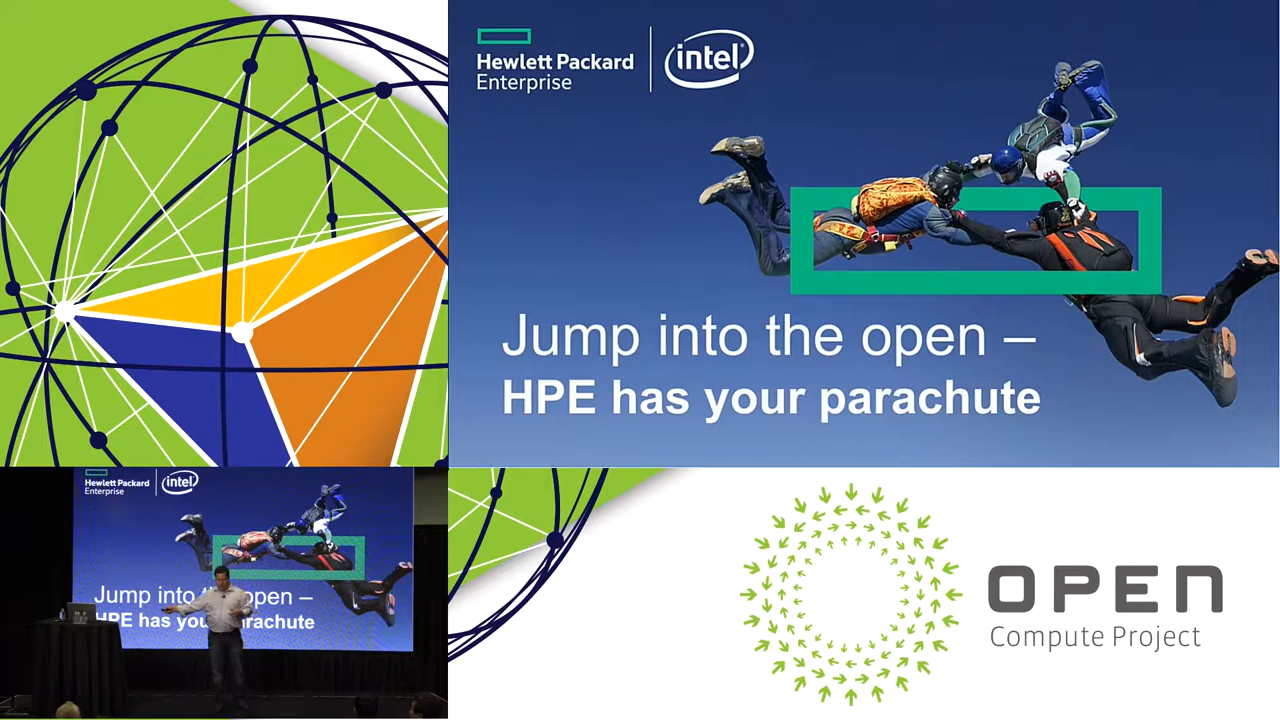 Hewlett Packard
Enterprise
intel
Jump into the open –
HPE has your parachute
Hewlett Packard
Enterprise
intel
Jump into the open –
HPE has your parachute
OPEN
Compute Project